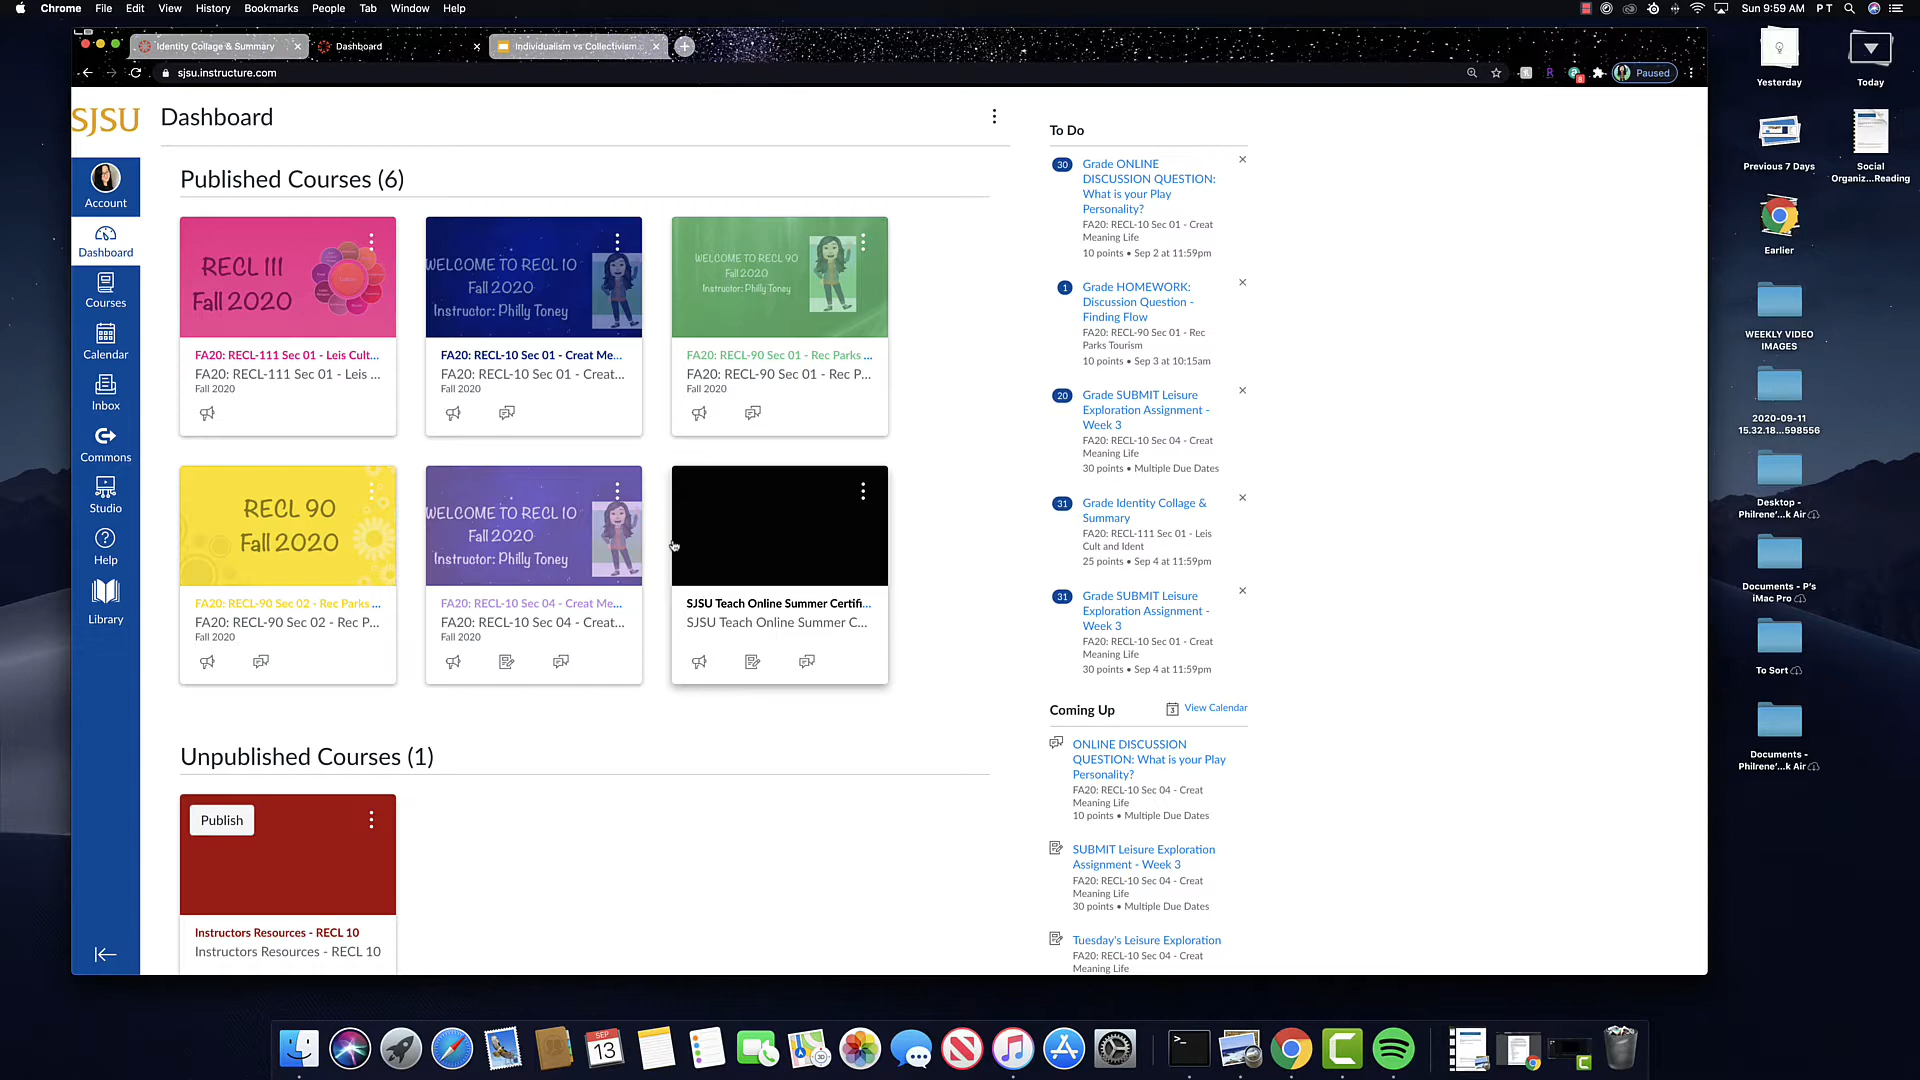 Chrome File Edit View History Bookmarks People Tab Window Help
Sun 9:59 AM P T
Identity Collage & Summary
Dashboard
Individualism vs Collectivism.
sjsu.instructure.com
Paused
SJSU
Account
Dashboard
Courses
Calendar
Inbox
Commons
Studio
Help
Library
Dashboard
Published Courses (6)
RECL 111
Fall 2020
FA20: RECL-111 Sec 01 - Leis Cult...
FA20: RECL-111 Sec 01 - Leis ...
Fall 2020
WELCOME TO RECL 10
Fall 2020
Instructor: Philly Toney
FA20: RECL-10 Sec 01 - Creat Me...
FA20: RECL-10 Sec 01 - Creat...
Fall 2020
WELCOME TO RECL 90
Fall 2020
Instructor: Philly Toney
FA20: RECL-90 Sec 01 - Rec Parks ...
FA20: RECL-90 Sec 01 - Rec P...
Fall 2020
RECL 90
Fall 2020
FA20: RECL-90 Sec 02 - Rec Parks ...
FA20: RECL-90 Sec 02 - Rec P...
Fall 2020
WELCOME TO RECL 10
Fall 2020
Instructor: Philly Toney
FA20: RECL-10 Sec 04 - Creat Me...
FA20: RECL-10 Sec 04 - Creat...
Fall 2020
SJSU Teach Online Summer Certifi...
SJSU Teach Online Summer C...
Unpublished Courses (1)
Publish
Instructors Resources - RECL 10
Instructors Resources - RECL 10
To Do
30 Grade ONLINE
DISCUSSION QUESTION:
What is your Play
Personality?
FA20: RECL-10 Sec 01 - Creat
Meaning Life
10 points • Sep 2 at 11:59pm
1 Grade HOMEWORK:
Discussion Question -
Finding Flow
FA20: RECL-90 Sec 01 - Rec
Parks Tourism
10 points • Sep 3 at 10:15am
20 Grade SUBMIT Leisure
Exploration Assignment -
Week 3
FA20: RECL-10 Sec 04 - Creat
Meaning Life
30 points • Multiple Due Dates
31 Grade Identity Collage &
Summary
FA20: RECL-111 Sec 01 - Leis
Cult and Ident
25 points • Sep 4 at 11:59pm
31 Grade SUBMIT Leisure
Exploration Assignment -
Week 3
FA20: RECL-10 Sec 01 - Creat
Meaning Life
30 points • Sep 4 at 11:59pm
Coming Up
3 View Calendar
ONLINE DISCUSSION
QUESTION: What is your Play
Personality?
FA20: RECL-10 Sec 04 - Creat
Meaning Life
10 points • Multiple Due Dates
SUBMIT Leisure Exploration
Assignment - Week 3
FA20: RECL-10 Sec 04 - Creat
Meaning Life
30 points • Multiple Due Dates
Tuesday's Leisure Exploration
FA20: RECL-10 Sec 04 - Creat
Meaning Life
Yesterday
Today
Previous 7 Days
Social
Organiz...Reading
Earlier
WEEKLY VIDEO
IMAGES
2020-09-11
15.32.18...598556
Desktop -
Philrene'...k Air
Documents - P's
iMac Pro
To Sort
Documents -
Philrene'...k Air
SEP
13